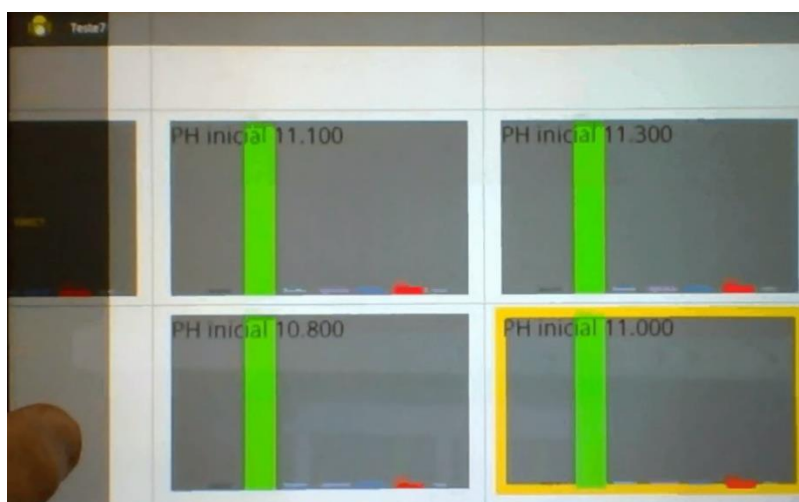 Teste7
PH inicial 11.100
PH inicial 11.300
PH inicial 10.800
PH inicial 11.000